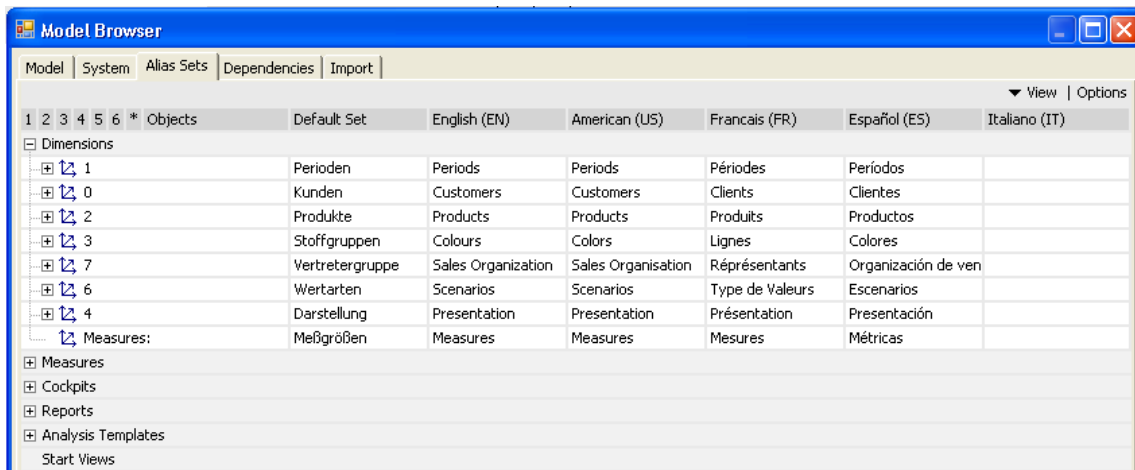 Model Browser
Model System Alias Sets Dependencies Import
View | Options
1 2 3 4 5 6 * Objects Default Set English (EN) American (US) Francais (FR) Español (ES) Italiano (IT)
Dimensions
1 Perioden Periods Periods Périodes Períodos
0 Kunden Customers Customers Clients Clientes
2 Produkte Products Products Produits Productos
3 Stoffgruppen Colours Colors Lignes Colores
7 Vertretergruppe Sales Organization Sales Organisation Réprésentants Organización de ven
6 Wertarten Scenarios Scenarios Type de Valeurs Escenarios
4 Darstellung Presentation Presentation Présentation Presentación
Measures: Meßgrößen Measures Measures Mesures Métricas
Measures
Cockpits
Reports
Analysis Templates
Start Views